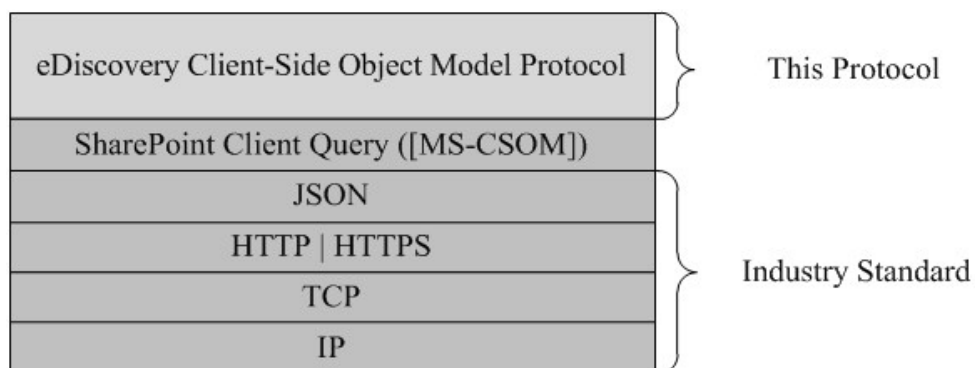 eDiscovery Client-Side Object Model Protocol
This Protocol
SharePoint Client Query ([MS-CSOM])
JSON
HTTP | HTTPS
Industry Standard
TCP
IP